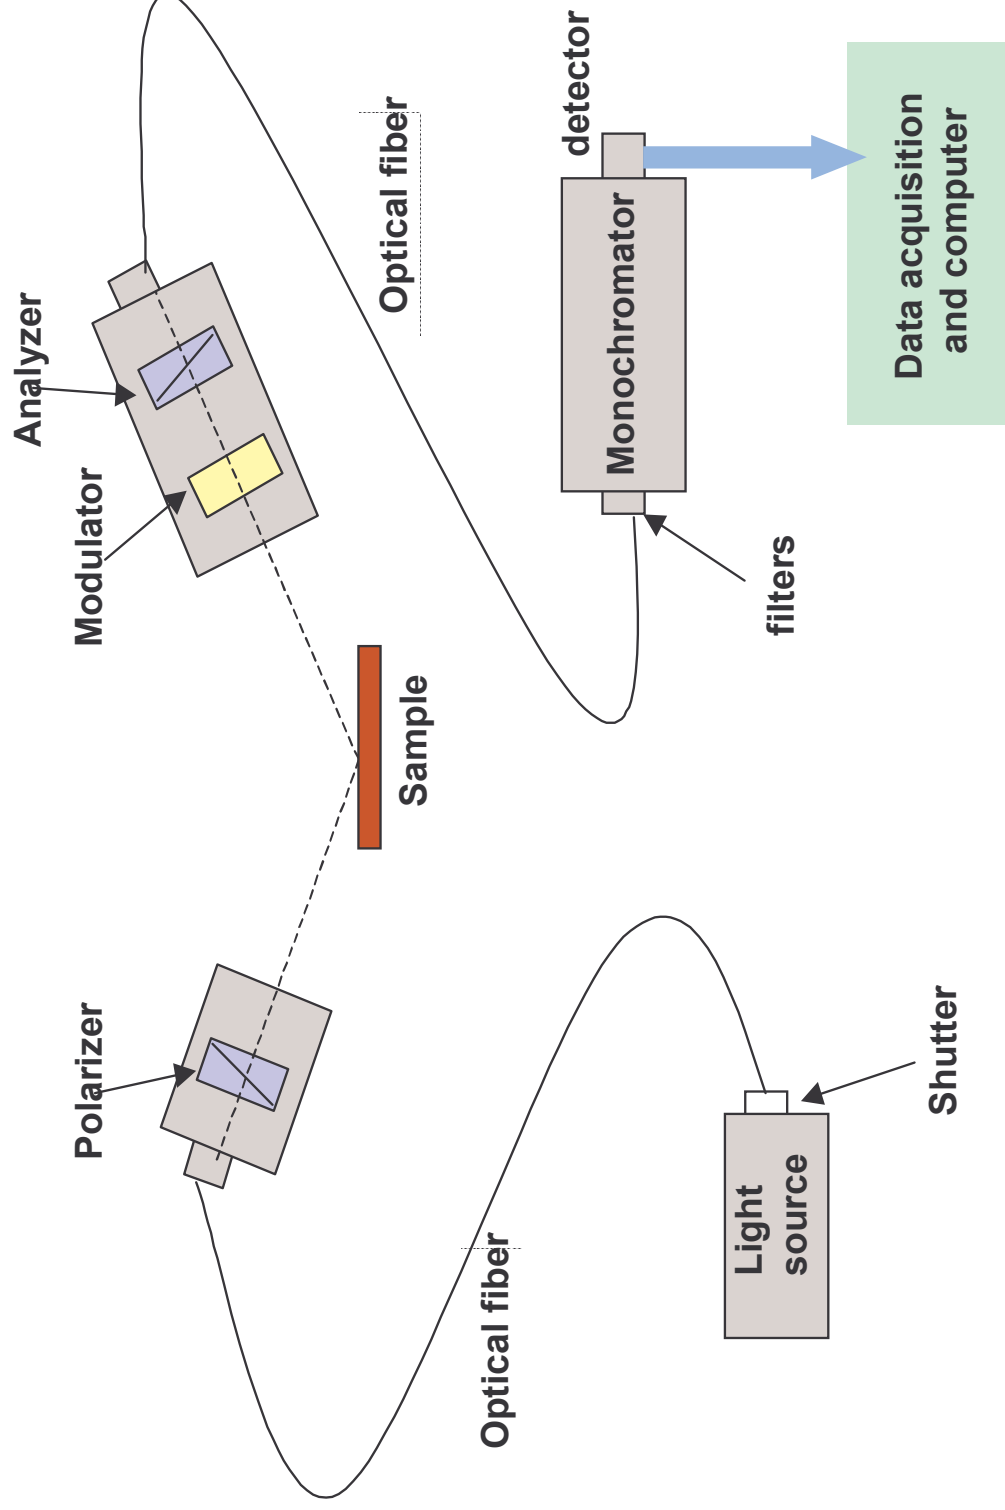 Polarizer
Modulator
Analyzer
Sample
Optical fiber
Optical fiber
Light
source
Shutter
filters
Monochromator
detector
Data acquisition
and computer